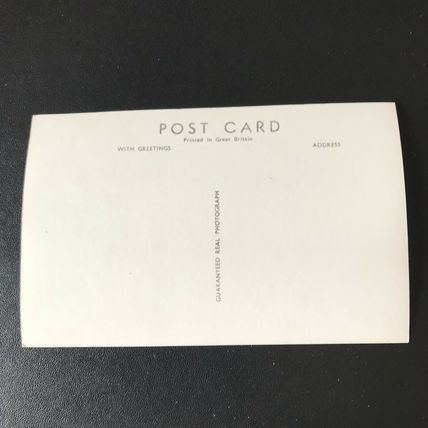 POST CARD
Printed in Great Britain
WITH GREETINGS
ADDRESS
GUARANTEED REAL PHOTOGRAPH